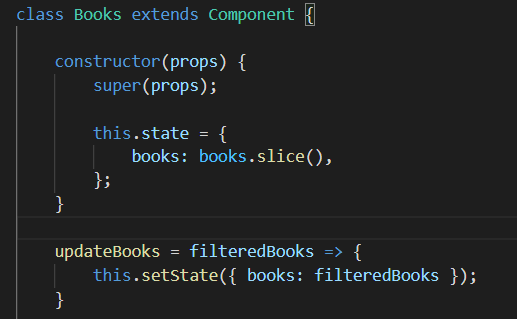 class Books extends Component {
constructor(props) {
super(props);
this.state = {
books: books.slice(),
};
}
updateBooks = filteredBooks => {
this.setState({ books: filteredBooks });
}